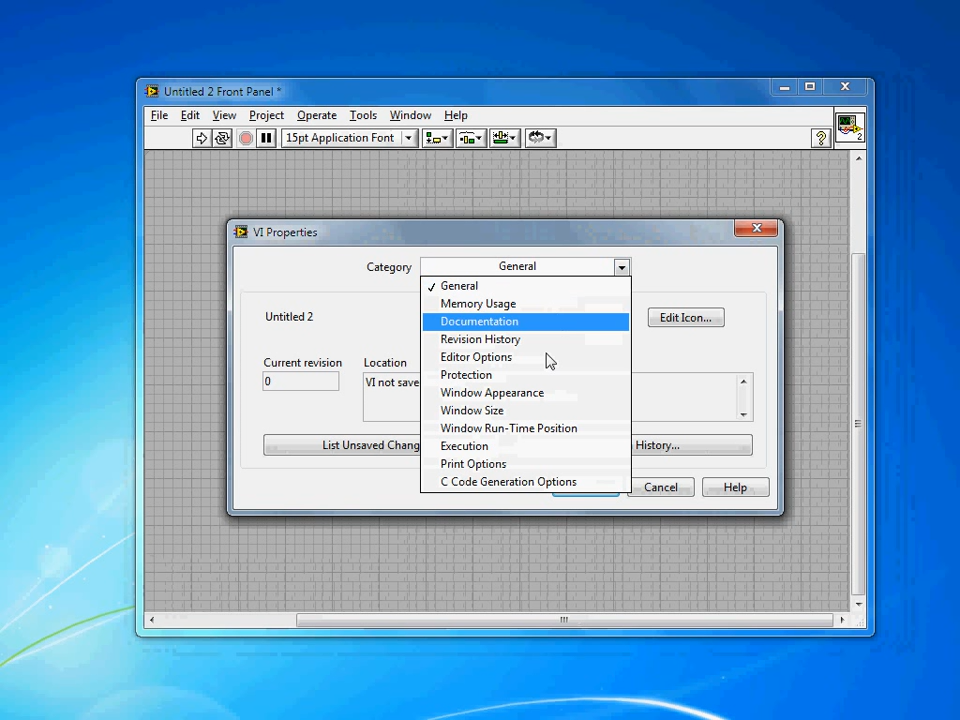 Untitled 2 Front Panel *
File Edit View Project Operate Tools Window Help
15pt Application Font
?
2
VI Properties
Category General
General
Memory Usage
Documentation
Revision History
Editor Options
Protection
Window Appearance
Window Size
Window Run-Time Position
Execution
Print Options
C Code Generation Options
Untitled 2
Edit Icon...
Current revision Location
0 VI not save
List Unsaved Chang
History...
Cancel Help